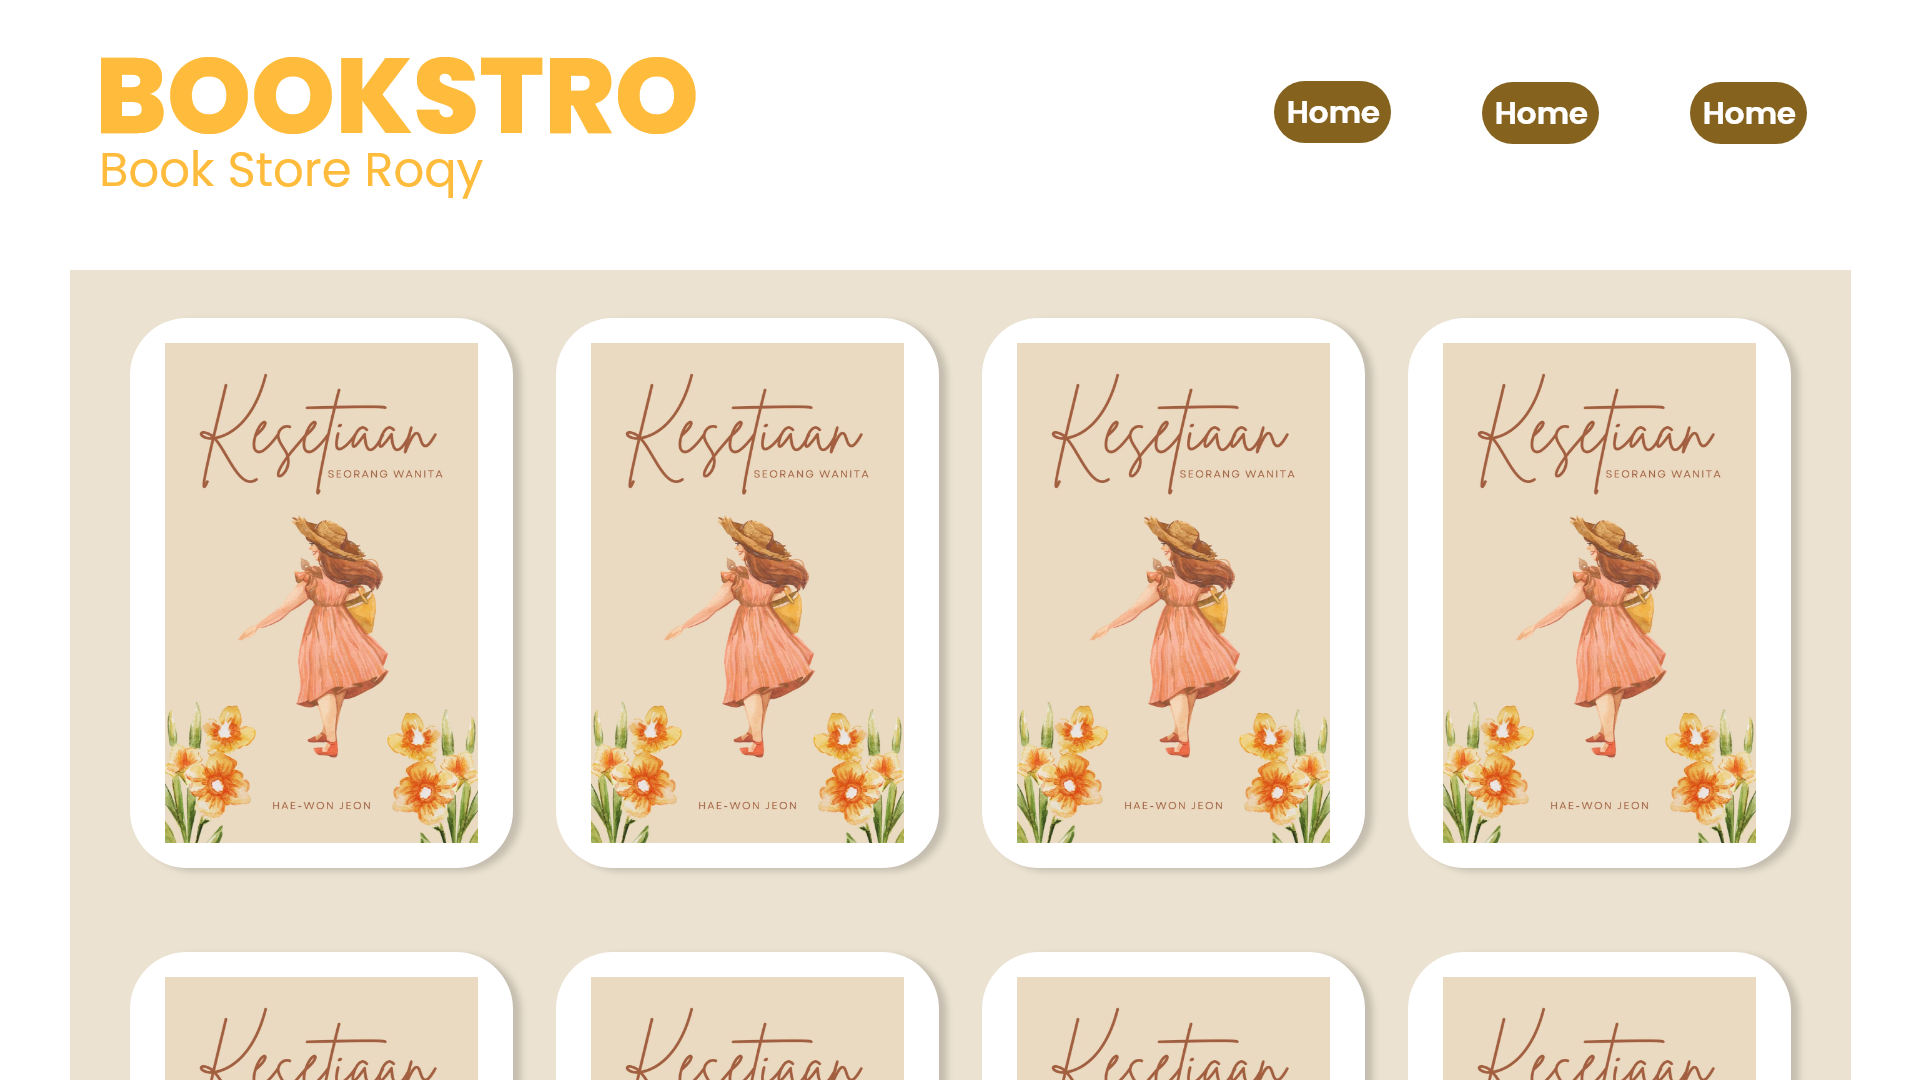 BOOKSTRO
Book Store Roqy
Home Home Home
Kesetiaan Kesetiaan Kesetiaan Kesetiaan
SEORANG WANITA SEORANG WANITA SEORANG WANITA SEORANG WANITA
HAE-WON JEON HAE-WON JEON HAE-WON JEON HAE-WON JEON
Kesetiaan Kesetiaan Kesetiaan Kesetiaan